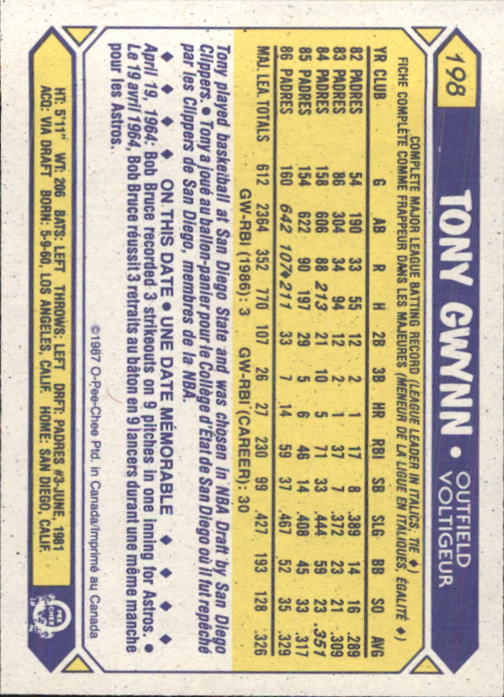 198
TONY GWYNN • OUTFIELD
VOLTIGEUR
COMPLETE MAJOR LEAGUE BATTING RECORD (LEAGUE LEADER IN ITALICS, TIE ♦)
FICHE COMPLÈTE COMME FRAPPEUR DANS LES MAJEURES (MENEUR DE LA LIGUE EN ITALIQUES, ÉGALITÉ ♦)
YR CLUB G AB R H 2B 3B HR RBI SB SLG BB SO AVG
82 PADRES 54 190 33 55 12 2 1 17 8 .389 14 16 .289
83 PADRES 86 304 34 94 12 2 1 37 7 .372 23 21 .309
84 PADRES 158 606 88 213 21 10 5 71 33 .444 59 23 .351
85 PADRES 154 622 90 197 29 5 6 46 14 .408 45 33 .317
86 PADRES 160 642 107♦ 211 33 7 14 59 37 .467 52 35 .329
MAJ. LEA. TOTALS 612 2364 352 770 107 26 27 230 99 .427 193 128 .326
GW-RBI (1986): 3 GW-RBI (CAREER): 30
Tony played basketball at San Diego State and was chosen in NBA Draft by San Diego
Clippers. • Tony a joué au ballon-panier pour le Collège d'État de San Diego où il fut repêché
par les Clippers de San Diego, membres de la NBA.
♦ ♦ ♦ ♦ ON THIS DATE • UNE DATE MÉMORABLE ♦ ♦ ♦ ♦
April 19, 1964: Bob Bruce recorded 3 strikeouts on 9 pitches in one inning for Astros. •
Le 19 avril 1964, Bob Bruce réussit 3 retraits au bâton en 9 lancers durant une même manche
pour les Astros.
©1987 O-Pee-Chee Ptd. in Canada/Imprimé au Canada
HT: 5'11" WT: 206 BATS: LEFT THROWS: LEFT DRFT: PADRES #3-JUNE, 1981
ACQ: VIA DRAFT BORN: 5-9-60, LOS ANGELES, CALIF. HOME: SAN DIEGO, CALIF.
O
PEE
CHEE